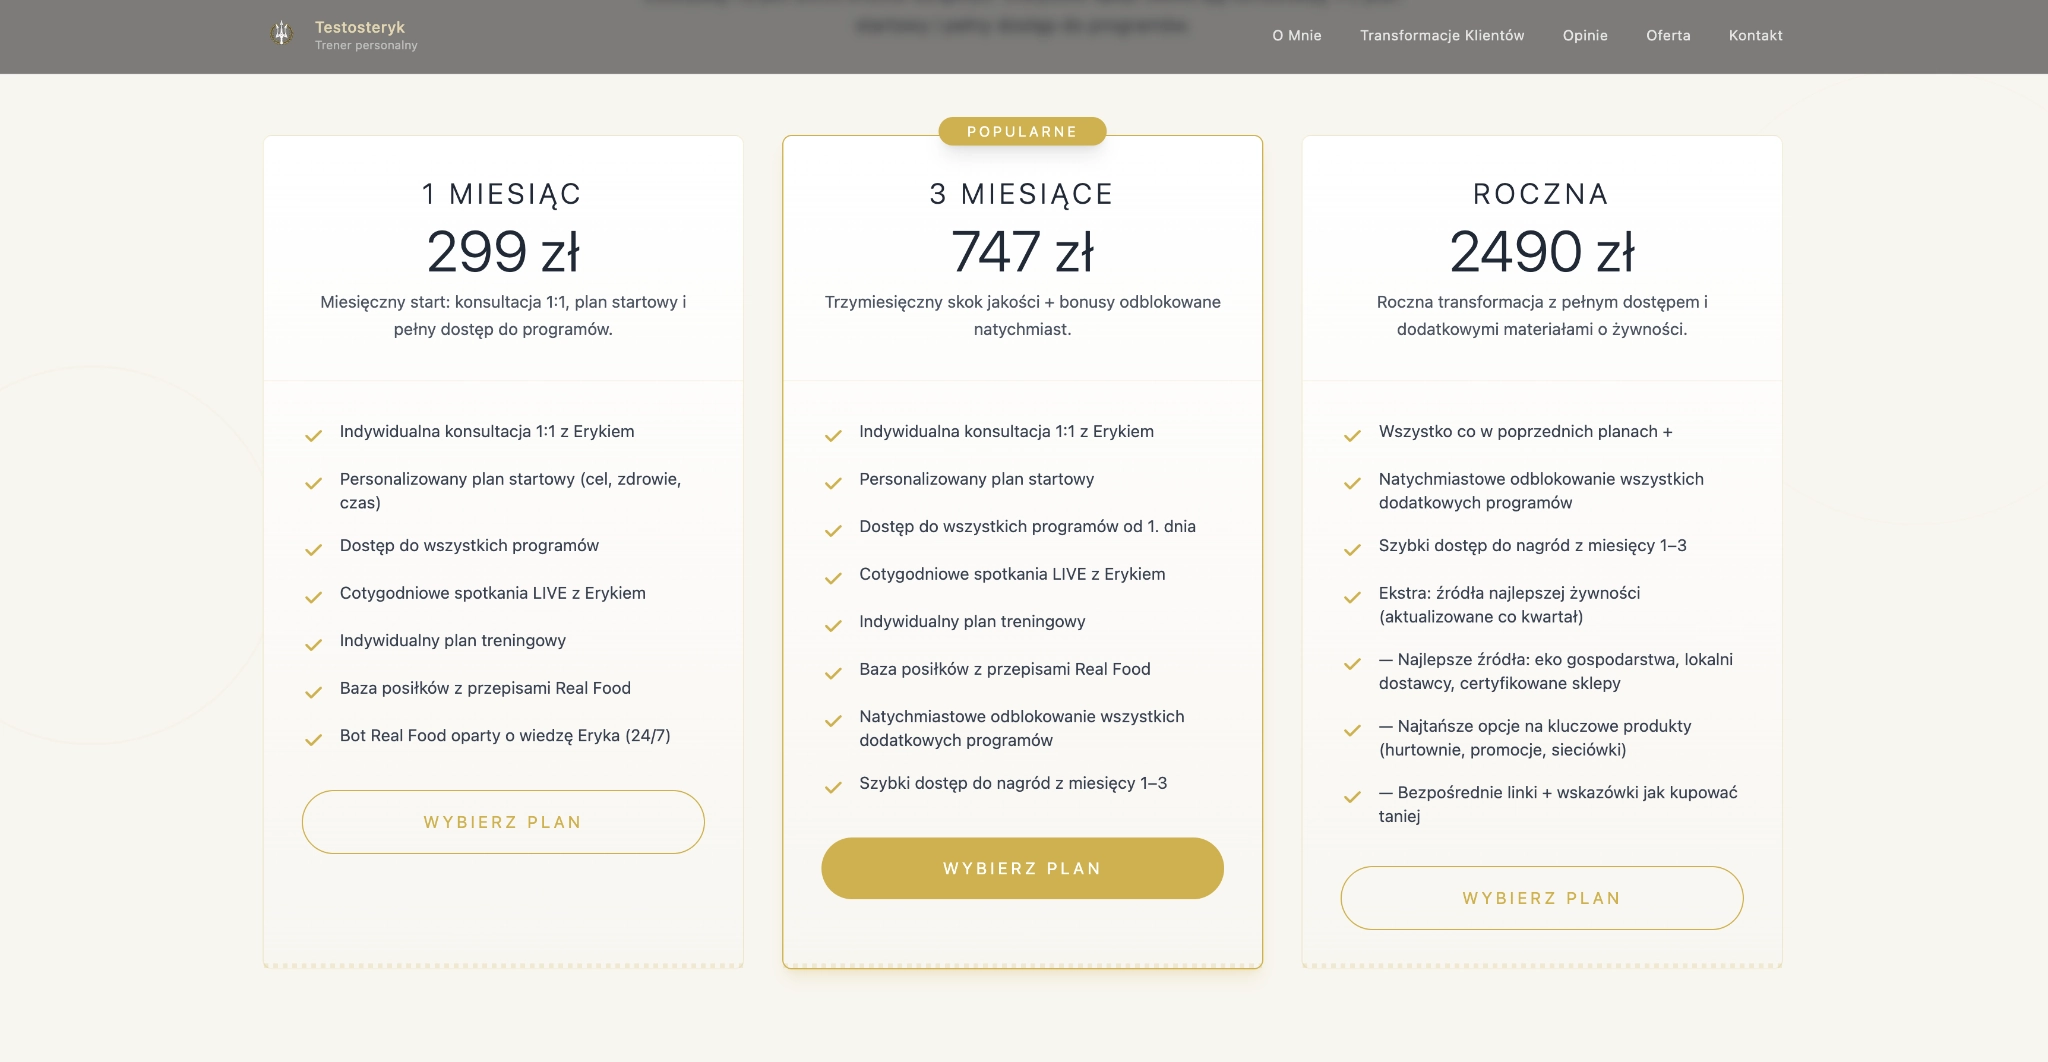 Testosteryk
Trener personalny
O Mnie
Transformacje Klientów
Opinie
Oferta
Kontakt
startowy i pełny dostęp do programów.
1 MIESIĄC
299 zł
Miesięczny start: konsultacja 1:1, plan startowy i
pełny dostęp do programów.
Indywidualna konsultacja 1:1 z Erykiem
Personalizowany plan startowy (cel, zdrowie,
czas)
Dostęp do wszystkich programów
Cotygodniowe spotkania LIVE z Erykiem
Indywidualny plan treningowy
Baza posiłków z przepisami Real Food
Bot Real Food oparty o wiedzę Eryka (24/7)
WYBIERZ PLAN
POPULARNE
3 MIESIĄCE
747 zł
Trzymiesięczny skok jakości + bonusy odblokowane
natychmiast.
Indywidualna konsultacja 1:1 z Erykiem
Personalizowany plan startowy
Dostęp do wszystkich programów od 1. dnia
Cotygodniowe spotkania LIVE z Erykiem
Indywidualny plan treningowy
Baza posiłków z przepisami Real Food
Natychmiastowe odblokowanie wszystkich
dodatkowych programów
Szybki dostęp do nagród z miesięcy 1–3
WYBIERZ PLAN
ROCZNA
2490 zł
Roczna transformacja z pełnym dostępem i
dodatkowymi materiałami o żywności.
Wszystko co w poprzednich planach +
Natychmiastowe odblokowanie wszystkich
dodatkowych programów
Szybki dostęp do nagród z miesięcy 1–3
Ekstra: źródła najlepszej żywności
(aktualizowane co kwartał)
— Najlepsze źródła: eko gospodarstwa, lokalni
dostawcy, certyfikowane sklepy
— Najtańsze opcje na kluczowe produkty
(hurtownie, promocje, sieciówki)
— Bezpośrednie linki + wskazówki jak kupować
taniej
WYBIERZ PLAN